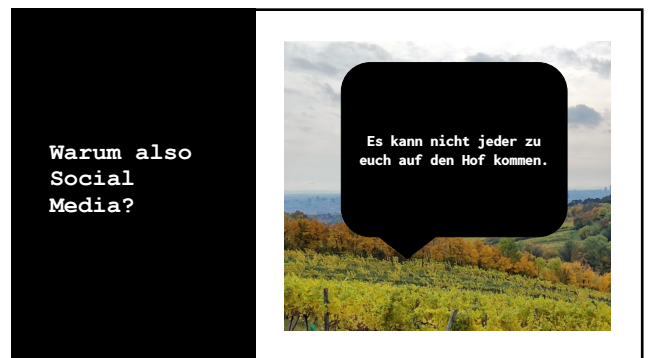 Warum also
Social
Media?
Es kann nicht jeder zu
euch auf den Hof kommen.